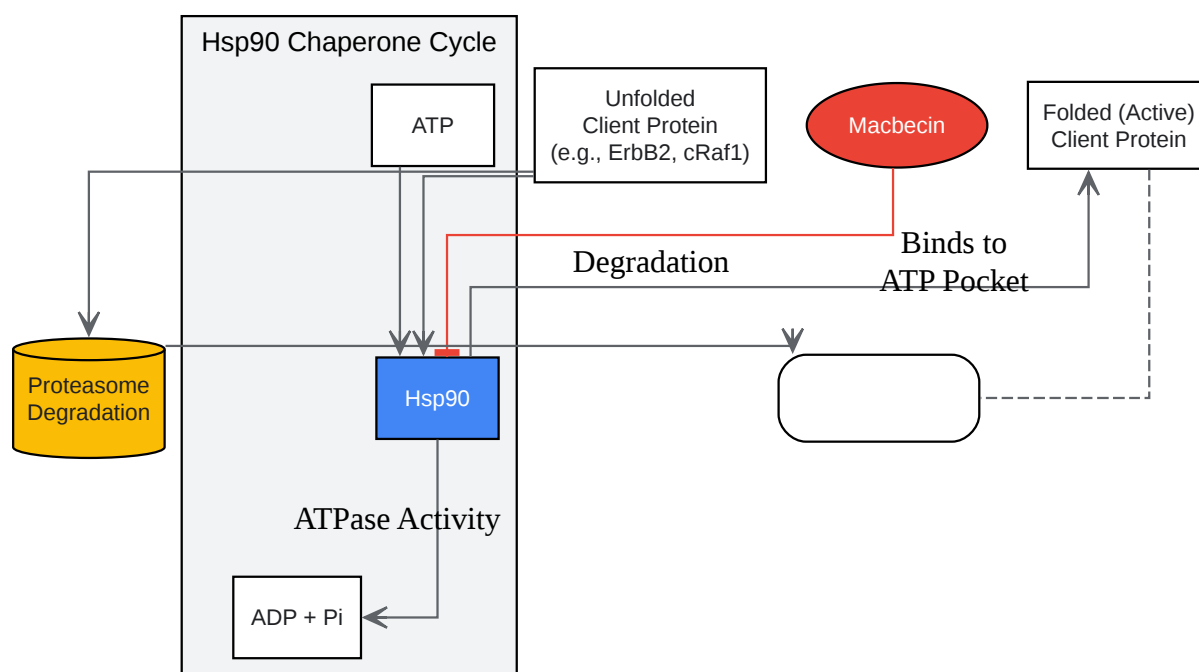 Hsp90 Chaperone Cycle
ATP
Unfolded
Client Protein
(e.g., ErbB2, cRaf1)
Macbecin
Folded (Active)
Client Protein
Degradation
Binds to
ATP Pocket
Proteasome
Degradation
Hsp90
ATPase Activity
ADP + Pi